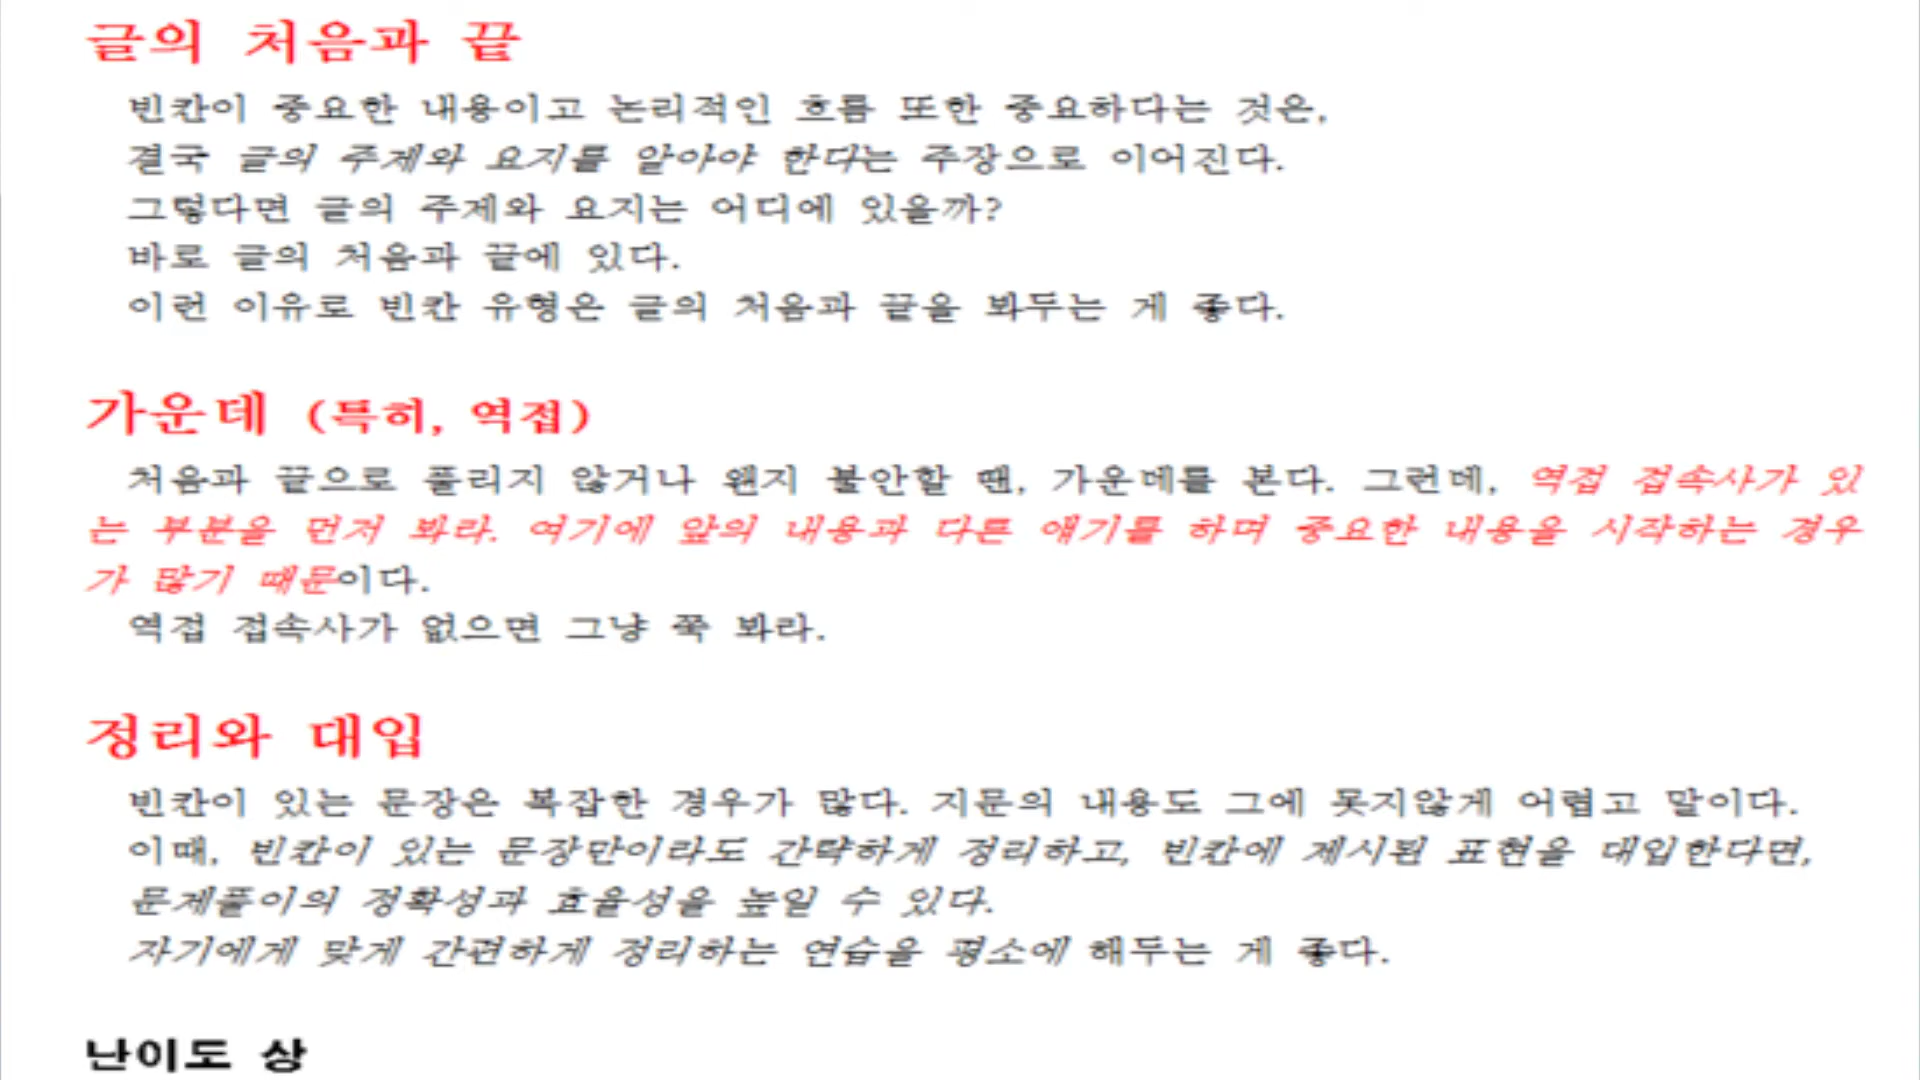 글의 처음과 끝
빈칸이 중요한 내용이고 논리적인 흐름 또한 중요하다는 것은,
결국 글의 주제와 요지를 알아야 한다는 주장으로 이어진다.
그렇다면 글의 주제와 요지는 어디에 있을까?
바로 글의 처음과 끝에 있다.
이런 이유로 빈칸 유형은 글의 처음과 끝을 봐두는 게 좋다.
가운데 (특히, 역접)
처음과 끝으로 풀리지 않거나 왠지 불안할 땐, 가운데를 본다. 그런데, 역접 접속사가 있
는 부분을 먼저 봐라. 여기에 앞의 내용과 다른 얘기를 하며 중요한 내용을 시작하는 경우
가 많기 때문이다.
역접 접속사가 없으면 그냥 쭉 봐라.
정리와 대입
빈칸이 있는 문장은 복잡한 경우가 많다. 지문의 내용도 그에 못지않게 어렵고 말이다.
이때, 빈칸이 있는 문장만이라도 간략하게 정리하고, 빈칸에 제시된 표현을 대입한다면,
문제풀이의 정확성과 효율성을 높일 수 있다.
자기에게 맞게 간편하게 정리하는 연습을 평소에 해두는 게 좋다.
난이도 상